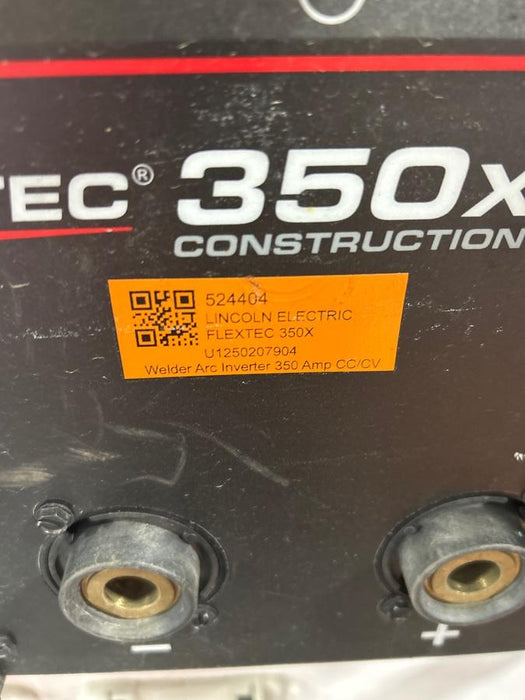 TEC® 350X
CONSTRUCTION
524404
LINCOLN ELECTRIC
FLEXTEC 350X
U1250207904
Welder Arc Inverter 350 Amp CC/CV
- +